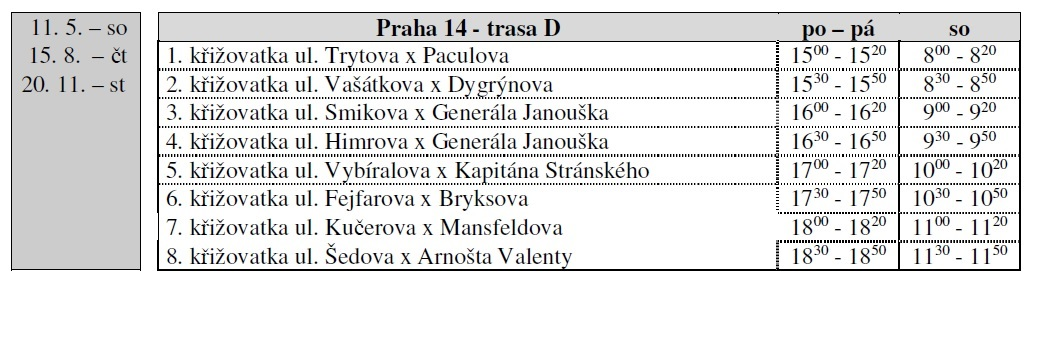 11. 5. – so
15. 8. – čt
20. 11. – st
Praha 14 - trasa D po – pá so
1. křižovatka ul. Trytova x Paculova 15⁰⁰ - 15²⁰ 8⁰⁰ - 8²⁰
2. křižovatka ul. Vašátkova x Dygrýnova 15³⁰ - 15⁵⁰ 8³⁰ - 8⁵⁰
3. křižovatka ul. Smikova x Generála Janouška 16⁰⁰ - 16²⁰ 9⁰⁰ - 9²⁰
4. křižovatka ul. Himrova x Generála Janouška 16³⁰ - 16⁵⁰ 9³⁰ - 9⁵⁰
5. křižovatka ul. Vybíralova x Kapitána Stránského 17⁰⁰ - 17²⁰ 10⁰⁰ - 10²⁰
6. křižovatka ul. Fejfarova x Bryksova 17³⁰ - 17⁵⁰ 10³⁰ - 10⁵⁰
7. křižovatka ul. Kučerova x Mansfeldova 18⁰⁰ - 18²⁰ 11⁰⁰ - 11²⁰
8. křižovatka ul. Šedova x Arnošta Valenty 18³⁰ - 18⁵⁰ 11³⁰ - 11⁵⁰